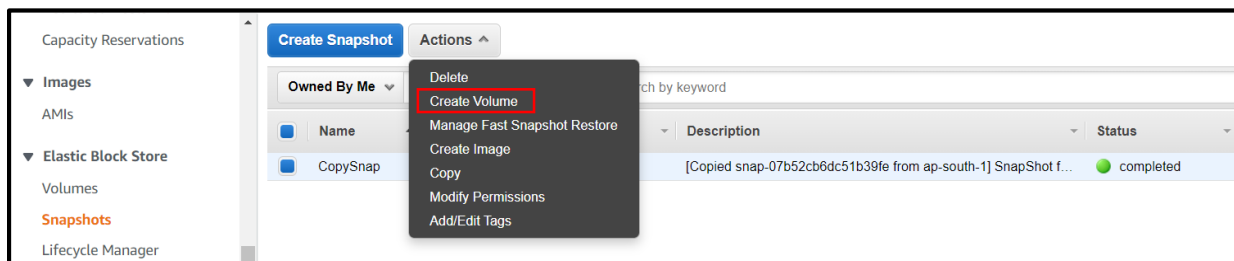 Capacity Reservations
Images
AMIs
Elastic Block Store
Volumes
Snapshots
Lifecycle Manager
Create Snapshot
Actions
Owned By Me
by keyword
Delete
Create Volume
Manage Fast Snapshot Restore
Create Image
Copy
Modify Permissions
Add/Edit Tags
Name
Description
Status
CopySnap
[Copied snap-07b52cb6dc51b39fe from ap-south-1] SnapShot f...
completed